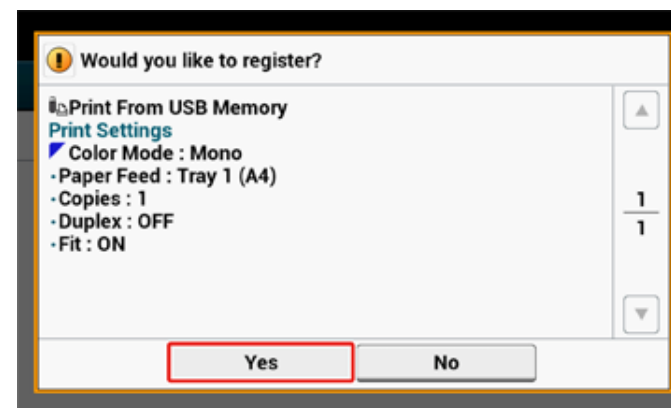 Would you like to register?
Print From USB Memory
Print Settings
Color Mode : Mono
·Paper Feed : Tray 1 (A4)
·Copies : 1
·Duplex : OFF
·Fit : ON
1
1
Yes No